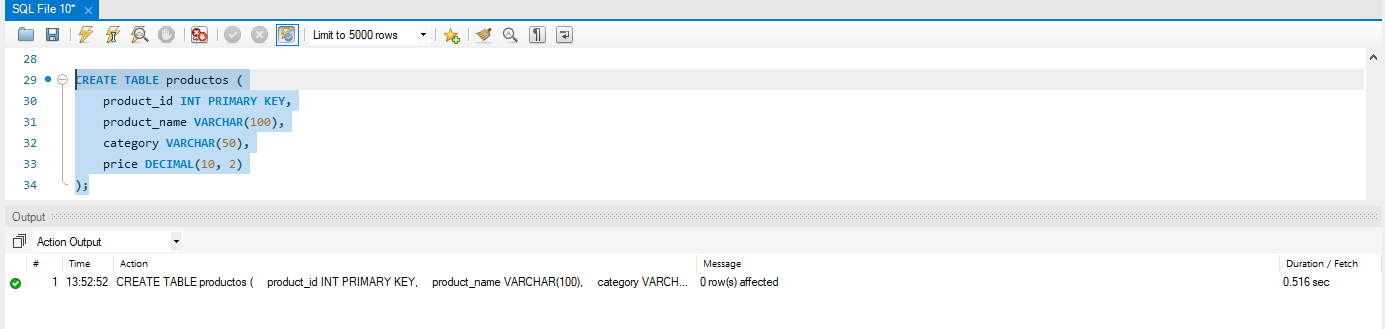 SQL File 10*
Limit to 5000 rows
28
29 CREATE TABLE productos (
30 product_id INT PRIMARY KEY,
31 product_name VARCHAR(100),
32 category VARCHAR(50),
33 price DECIMAL(10, 2)
34 );
Output
Action Output
# Time Action Message Duration / Fetch
1 13:52:52 CREATE TABLE productos ( product_id INT PRIMARY KEY, product_name VARCHAR(100), category VARCH... 0 row(s) affected 0.516 sec